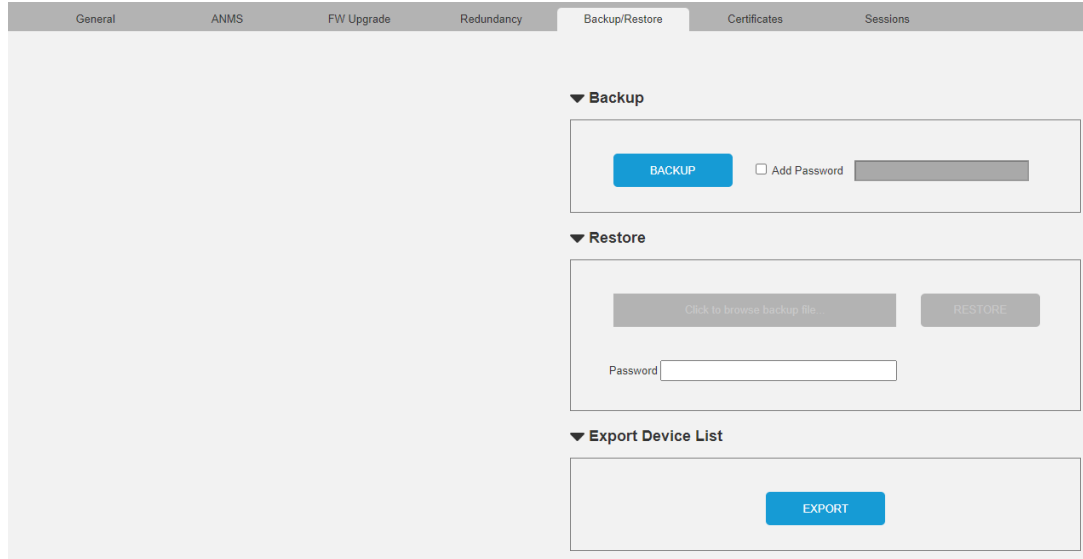 General ANMS FW Upgrade Redundancy Backup/Restore Certificates Sessions
Backup
BACKUP Add Password
Restore
Click to browse backup file... RESTORE
Password
Export Device List
EXPORT